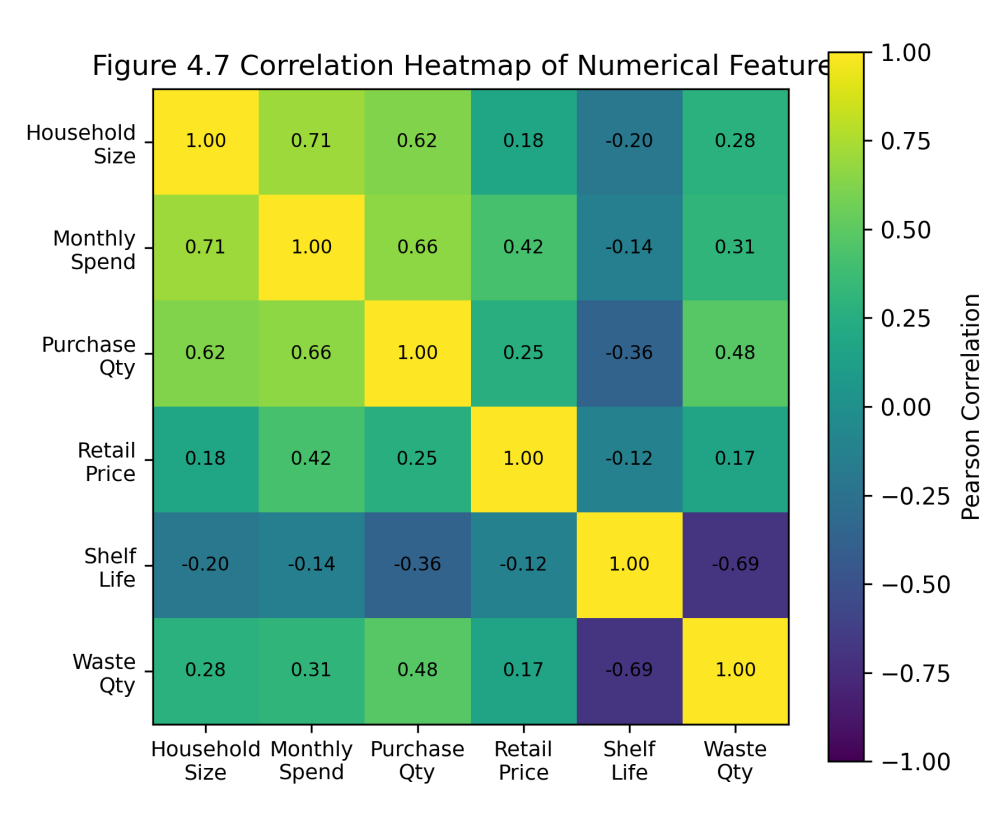 Figure 4.7 Correlation Heatmap of Numerical Feature
1.00
Household
Size
1.00 0.71 0.62 0.18 -0.20 0.28
0.75
Monthly
Spend
0.71 1.00 0.66 0.42 -0.14 0.31
0.50
Purchase
Qty
0.62 0.66 1.00 0.25 -0.36 0.48
0.25
0.00
Retail
Price
0.18 0.42 0.25 1.00 -0.12 0.17
−0.25
Pearson Correlation
Shelf
Life
-0.20 -0.14 -0.36 -0.12 1.00 -0.69
−0.50
Waste
Qty
0.28 0.31 0.48 0.17 -0.69 1.00
−0.75
−1.00
Household Monthly Purchase Retail Shelf Waste
Size Spend Qty Price Life Qty